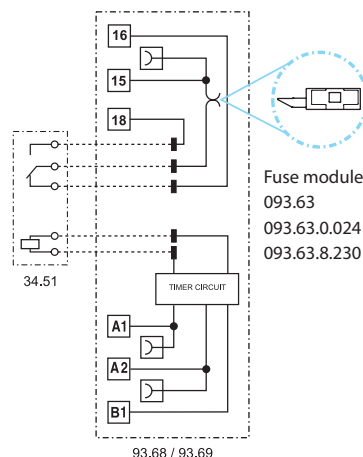 16
15
18
Fuse module
093.63
093.63.0.024
093.63.8.230
34.51
TIMER CIRCUIT
A1
A2
B1
93.68 / 93.69